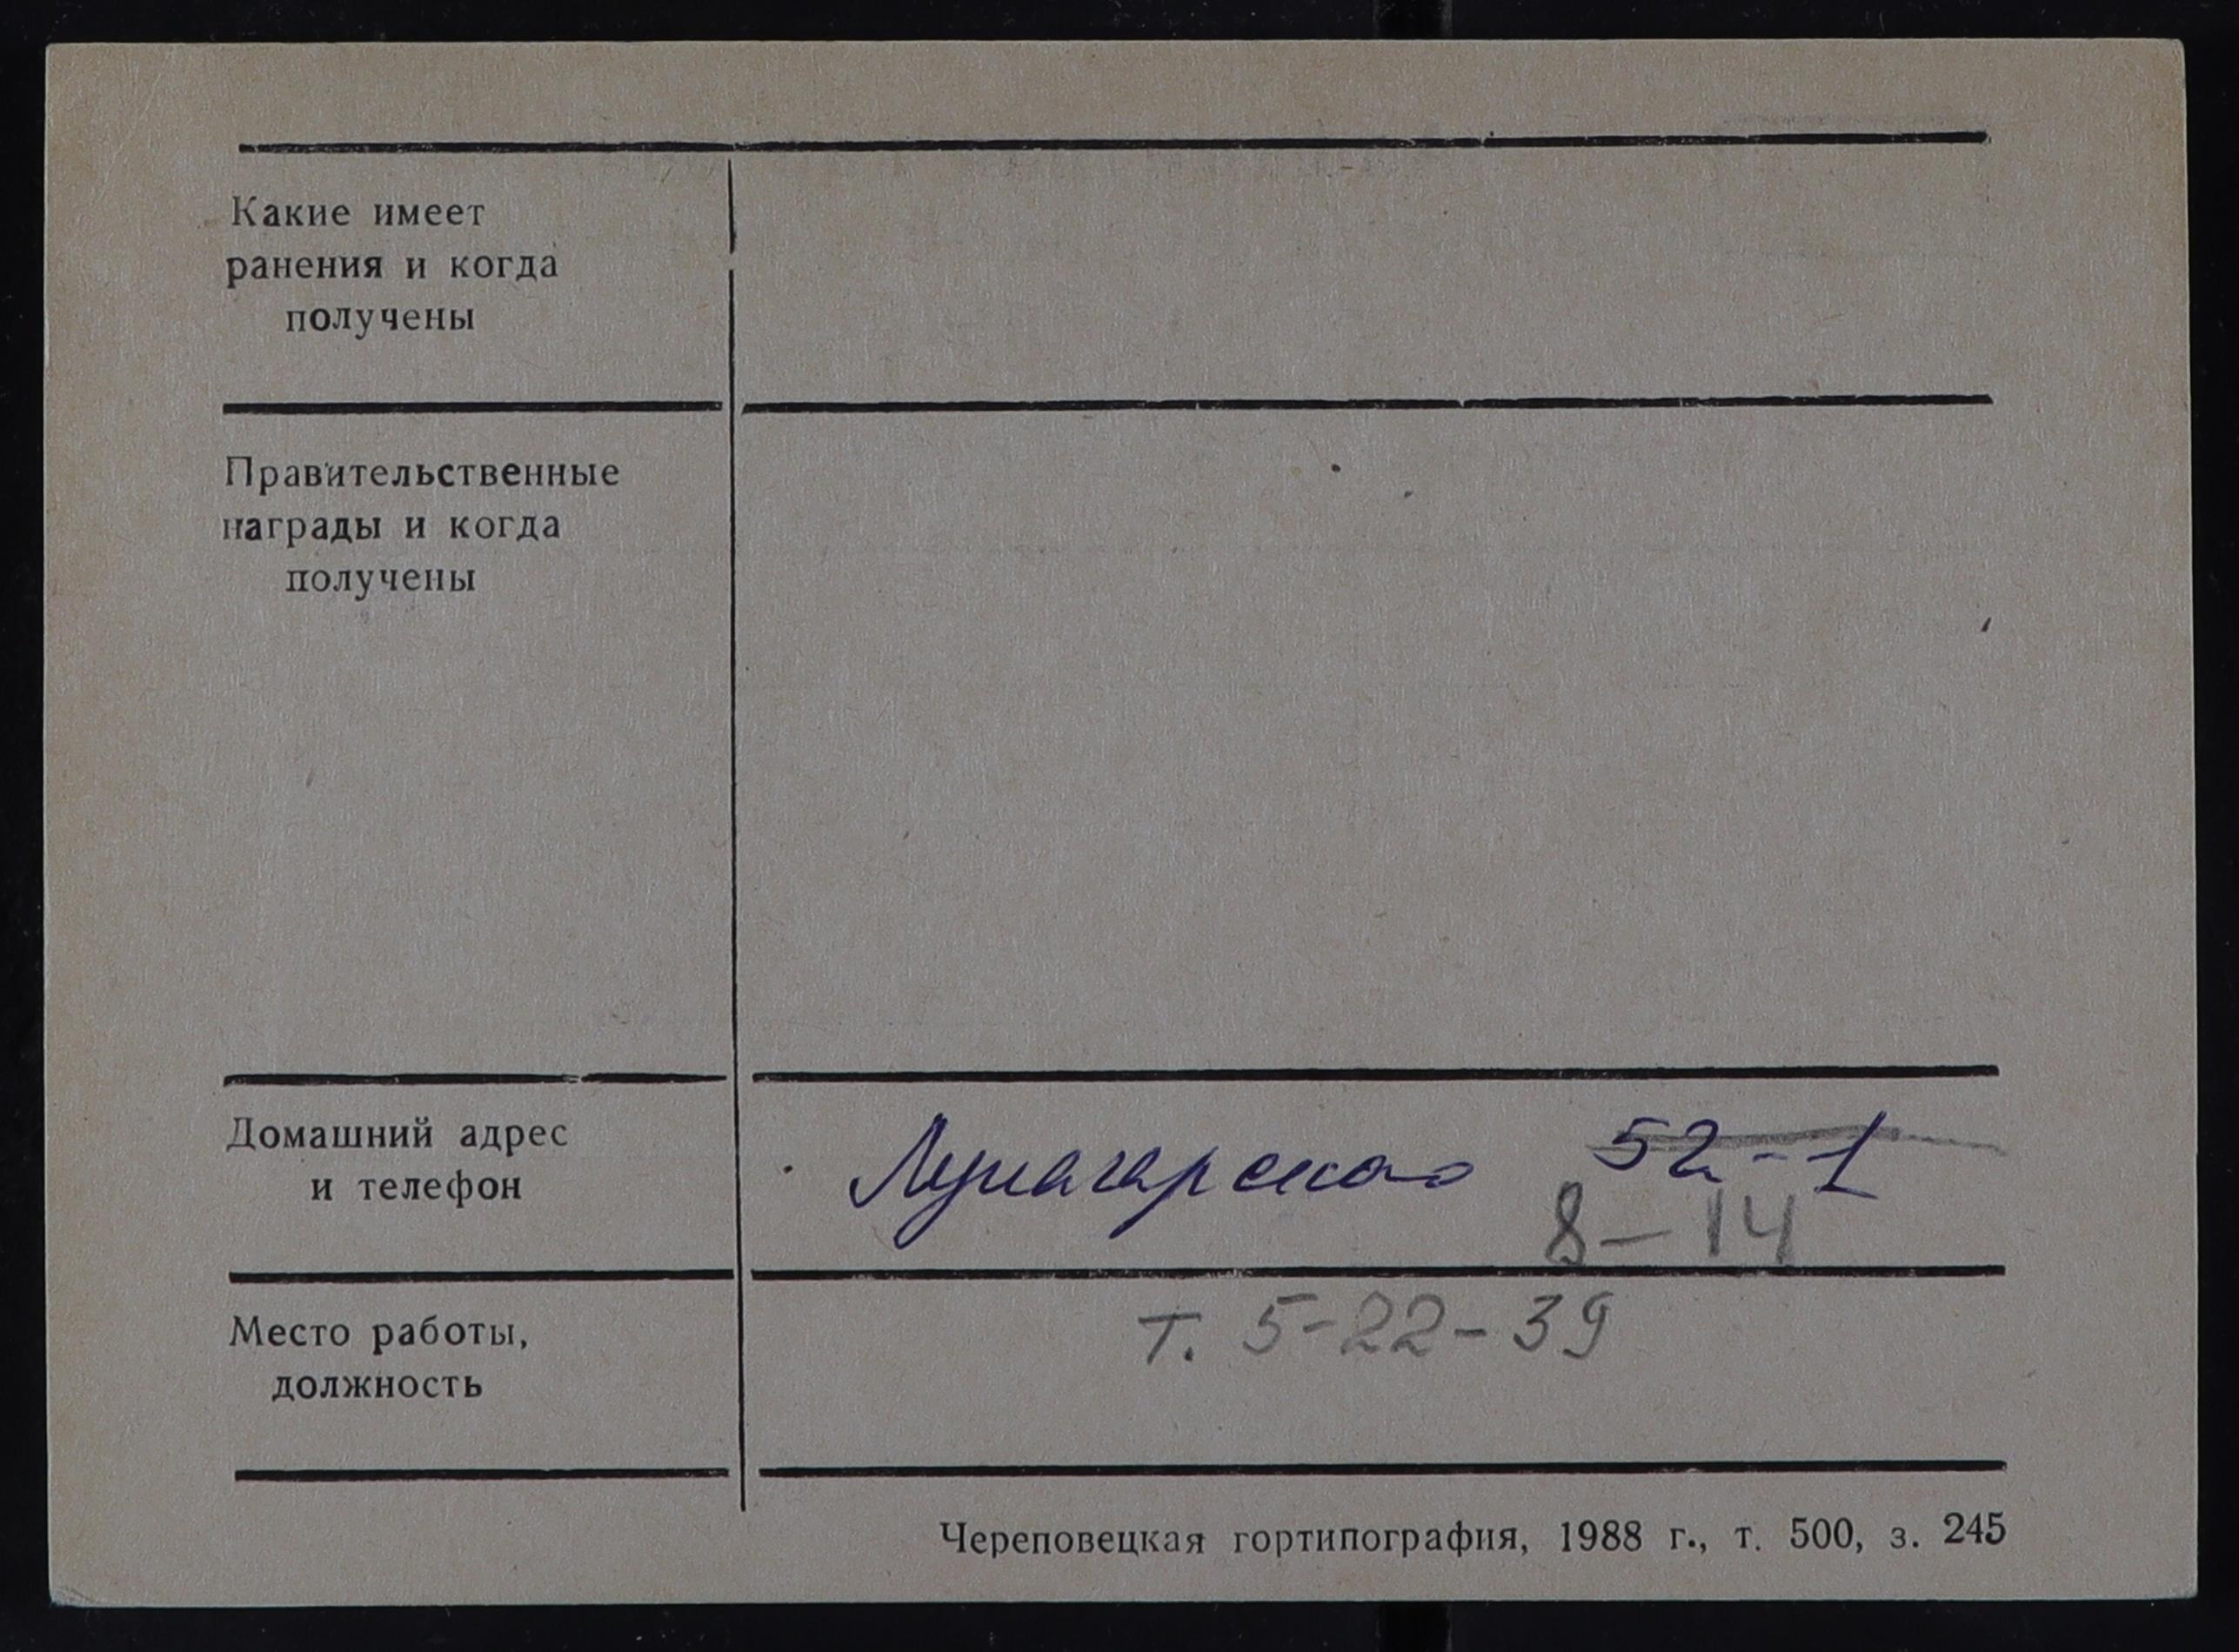 Какие имеет
ранения и когда
получены
Правительственные
награды и когда
получены
Домашний адрес
и телефон
Луначарского 52-1
8-14
Место работы,
должность
т. 5-22-39
Череповецкая гортипография, 1988 г., т. 500, з. 245